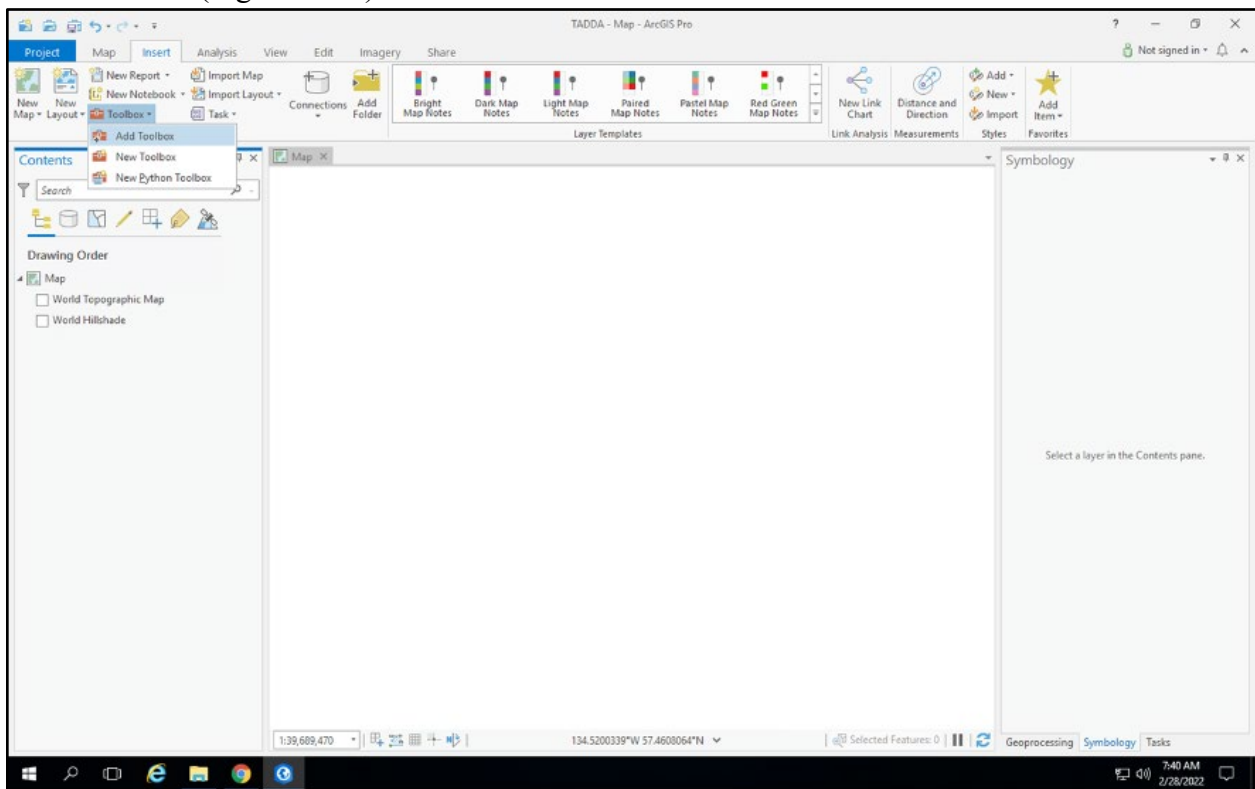 TADDA - Map - ArcGIS Pro
Project Map Insert Analysis View Edit Imagery Share
Not signed in
New Map
New Layout
New Report
New Notebook
Toolbox
Import Map
Import Layout
Task
Connections
Add Folder
Bright Map Notes
Dark Map Notes
Light Map Notes
Paired Map Notes
Pastel Map Notes
Red Green Map Notes
Layer Templates
New Link Chart
Link Analysis
Distance and Direction
Measurements
Add
New
Import
Styles
Add Item
Favorites
Add Toolbox
New Toolbox
New Python Toolbox
Contents
Search
Drawing Order
Map
World Topographic Map
World Hillshade
Map
Symbology
Select a layer in the Contents pane.
1:39,689,470
134.5200339°W 57.4608064°N
Selected Features: 0
Geoprocessing Symbology Tasks
7:40 AM
2/28/2022